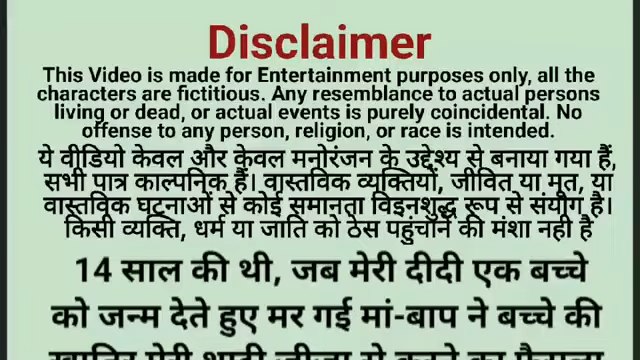 Disclaimer
This Video is made for Entertainment purposes only, all the
characters are fictitious. Any resemblance to actual persons
living or dead, or actual events is purely coincidental. No
offense to any person, religion, or race is intended.
ये वीडियो केवल और केवल मनोरंजन के उद्देश्य से बनाया गया हैं,
सभी पात्र काल्पनिक हैं। वास्तविक व्यक्तियों, जीवित या मृत, या
वास्तविक घटनाओं से कोई समानता विइनशुद्ध रूप से संयोग है।
किसी व्यक्ति, धर्म या जाति को ठेस पहुंचाने की मंशा नही है
14 साल की थी, जब मेरी दीदी एक बच्चे
को जन्म देते हुए मर गई मां-बाप ने बच्चे की
खातिर मेरी शादी जीजा से करने का फैसला